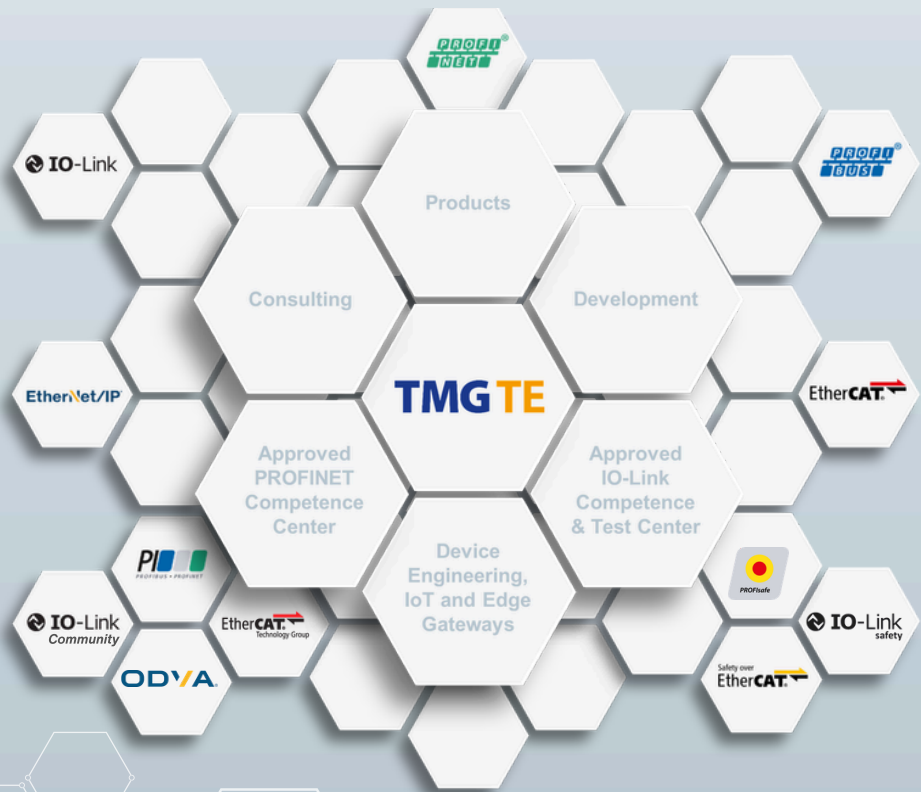 PROFI®
NET
IO-Link
PROFI®
BUS
Products
Consulting
Development
EtherNet/IP
TMG TE
EtherCAT®
Approved
PROFINET
Competence
Center
Approved
IO-Link
Competence
& Test Center
Device
Engineering,
IoT and Edge
Gateways
PI
PROFIBUS • PROFINET
PROFIsafe
IO-Link
Community
EtherCAT®
Technology Group
IO-Link
safety
ODVA
Safety over
EtherCAT®